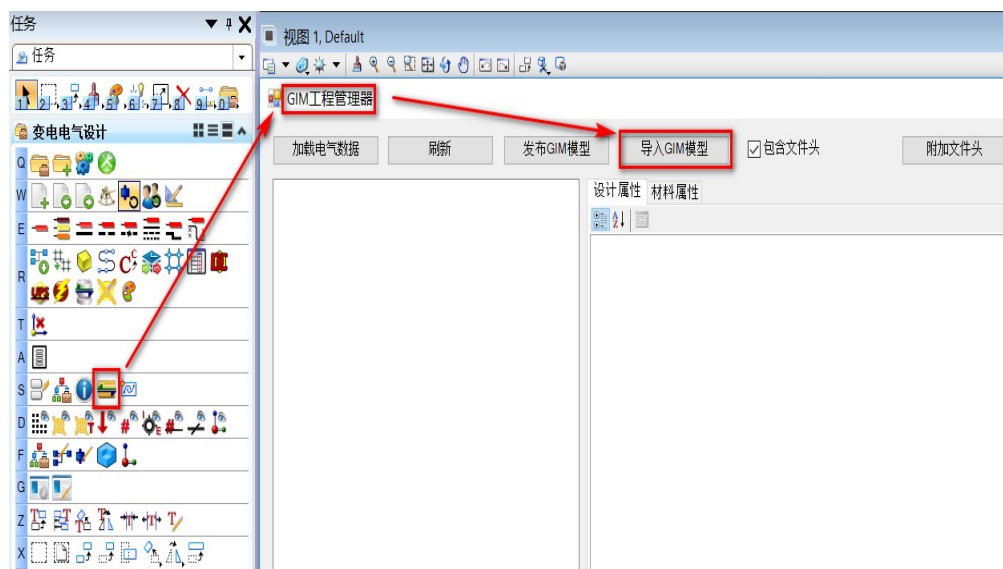 任务
任务
变电电气设计
Q
W
E
R
T
A
S
D
F
G
Z
X
视图 1, Default
GIM工程管理器
加载电气数据 刷新 发布GIM模型 导入GIM模型 包含文件头 附加文件头
设计属性 材料属性